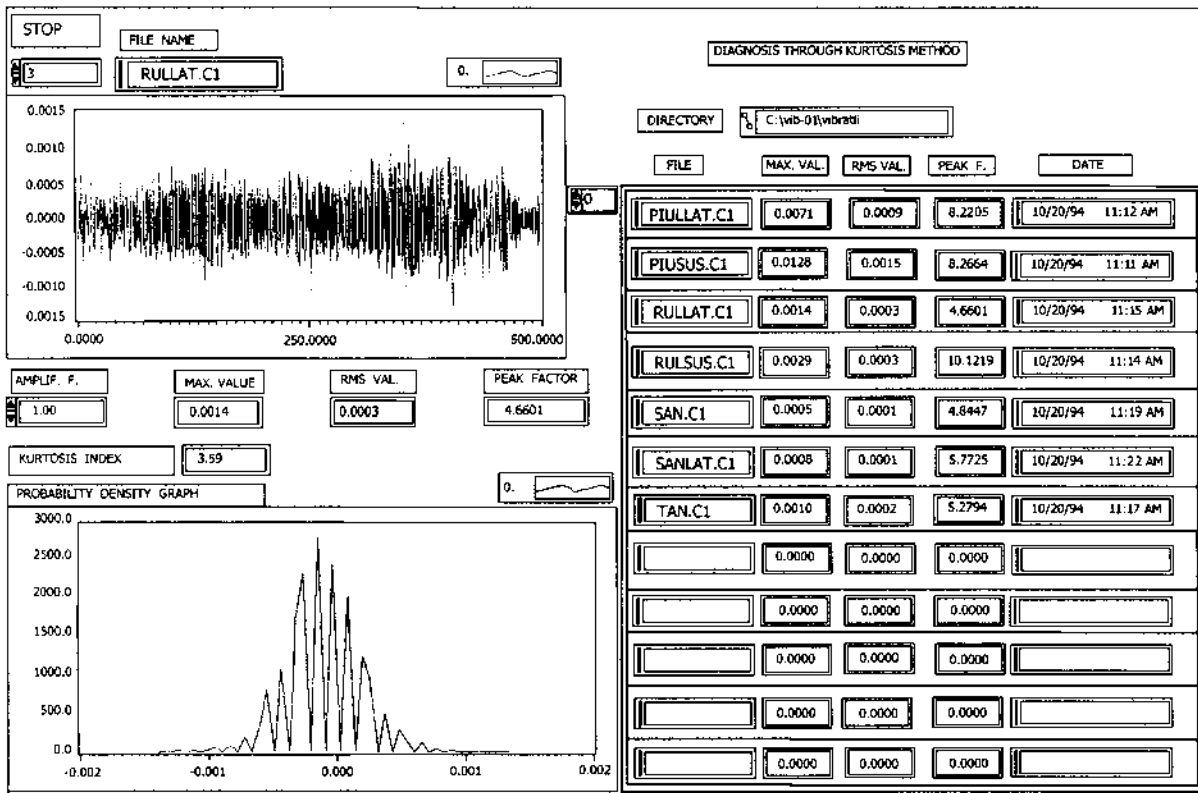 STOP
FILE NAME
3
RULLAT.C1
0.
0.0015
0.0010
0.0005
0.0000
-0.0005
-0.0010
0.0015
0.0000 250.0000 500.0000
AMPLIF. F. MAX. VALUE RMS VAL. PEAK FACTOR
1.00 0.0014 0.0003 4.6601
KURTOSIS INDEX 3.59
PROBABILITY DENSITY GRAPH
0.
3000.0
2500.0
2000.0
1500.0
1000.0
500.0
0.0
-0.002 -0.001 0.000 0.001 0.002
DIAGNOSIS THROUGH KURTOSIS METHOD
DIRECTORY C:\vib-01\vibratii
0
FILE MAX. VAL. RMS VAL. PEAK F. DATE
PIULLAT.C1 0.0071 0.0009 8.2205 10/20/94 11:12 AM
PIUSUS.C1 0.0128 0.0015 8.2664 10/20/94 11:11 AM
RULLAT.C1 0.0014 0.0003 4.6601 10/20/94 11:15 AM
RULSUS.C1 0.0029 0.0003 10.1219 10/20/94 11:14 AM
SAN.C1 0.0005 0.0001 4.8447 10/20/94 11:19 AM
SANLAT.C1 0.0008 0.0001 5.7725 10/20/94 11:22 AM
TAN.C1 0.0010 0.0002 5.2794 10/20/94 11:17 AM
0.0000 0.0000 0.0000
0.0000 0.0000 0.0000
0.0000 0.0000 0.0000
0.0000 0.0000 0.0000
0.0000 0.0000 0.0000